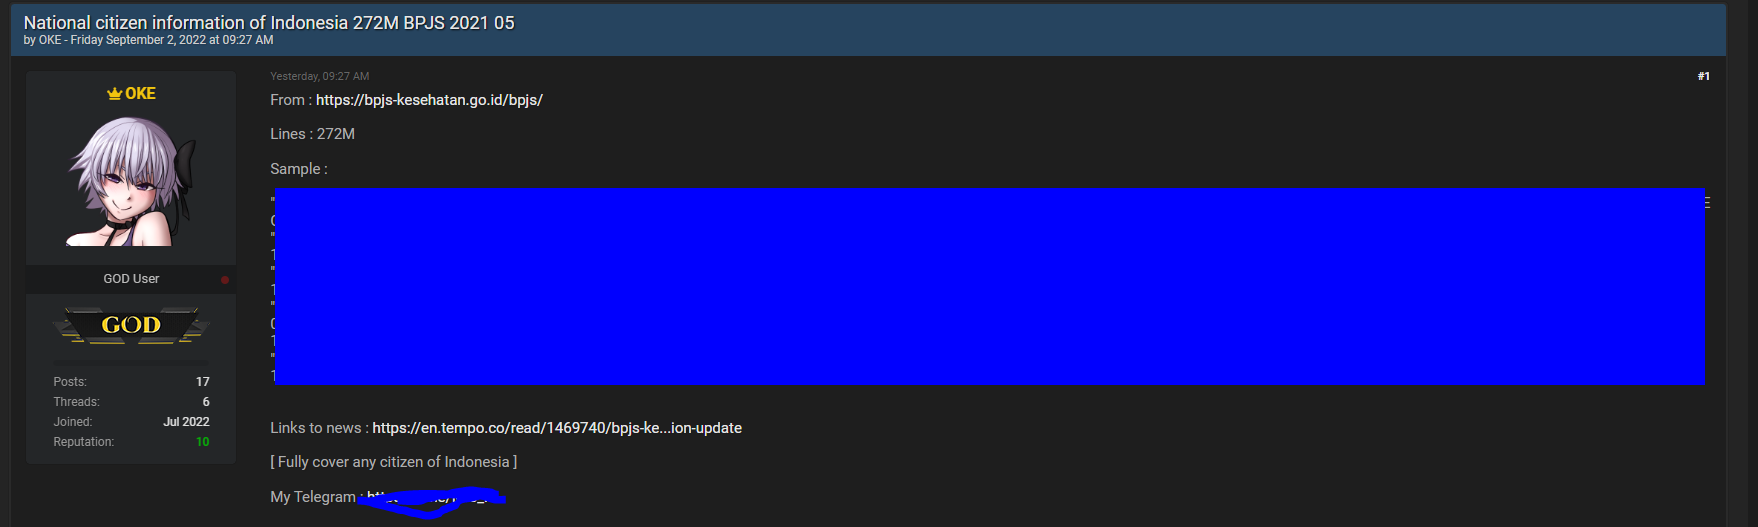 National citizen information of Indonesia 272M BPJS 2021 05
by OKE - Friday September 2, 2022 at 09:27 AM
OKE
GOD User
GOD
Posts: 17
Threads: 6
Joined: Jul 2022
Reputation: 10
Yesterday, 09:27 AM
#1
From : https://bpjs-kesehatan.go.id/bpjs/
Lines : 272M
Sample :
Links to news : https://en.tempo.co/read/1469740/bpjs-ke...ion-update
[ Fully cover any citizen of Indonesia ]
My Telegram :